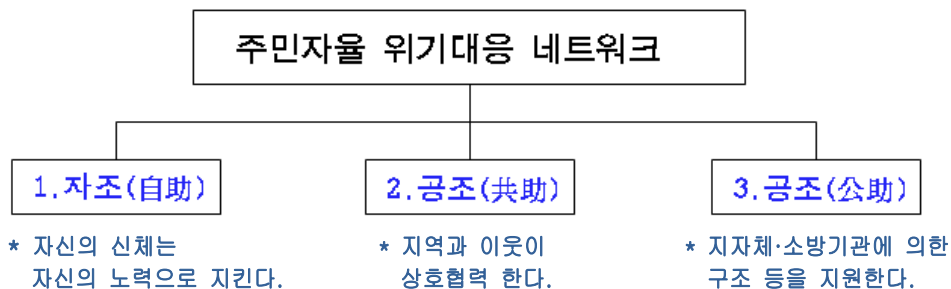 주민자율 위기대응 네트워크
1.자조(自助)
2.공조(共助)
3.공조(公助)
* 자신의 신체는
자신의 노력으로 지킨다.
* 지역과 이웃이
상호협력 한다.
* 지자체·소방기관에 의한
구조 등을 지원한다.